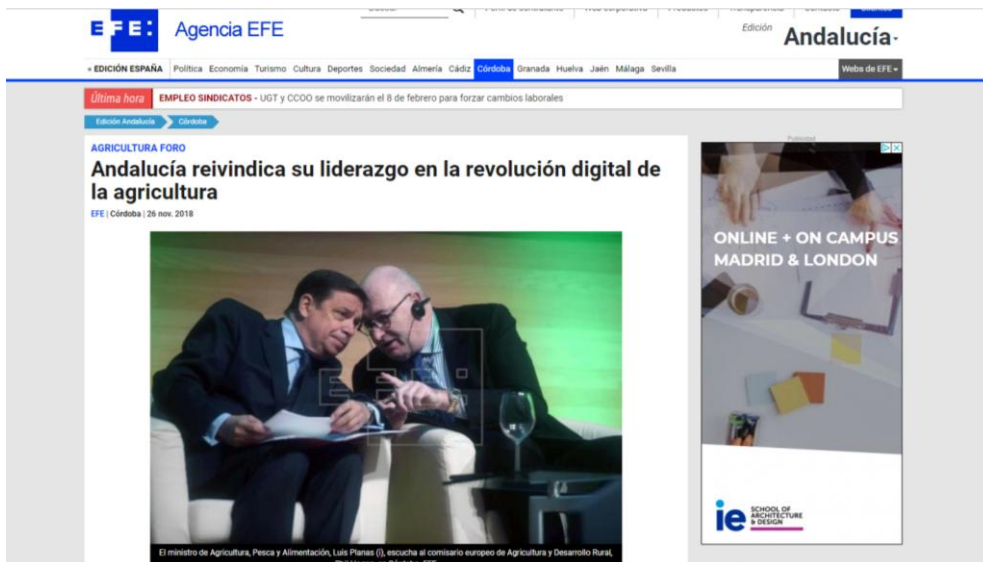 EFE:
Agencia EFE
Edición
Andalucía
« EDICIÓN ESPAÑA Política Economía Turismo Cultura Deportes Sociedad Almería Cádiz Córdoba Granada Huelva Jaén Málaga Sevilla
Webs de EFE
Última hora EMPLEO SINDICATOS - UGT y CCOO se movilizarán el 8 de febrero para forzar cambios laborales
Edición Andalucía Córdoba
AGRICULTURA FORO
Andalucía reivindica su liderazgo en la revolución digital de
la agricultura
EFE | Córdoba | 26 nov. 2018
EFE:
El ministro de Agricultura, Pesca y Alimentación, Luis Planas (i), escucha al comisario europeo de Agricultura y Desarrollo Rural,
Publicidad
ONLINE + ON CAMPUS
MADRID & LONDON
ie SCHOOL OF
ARCHITECTURE
& DESIGN